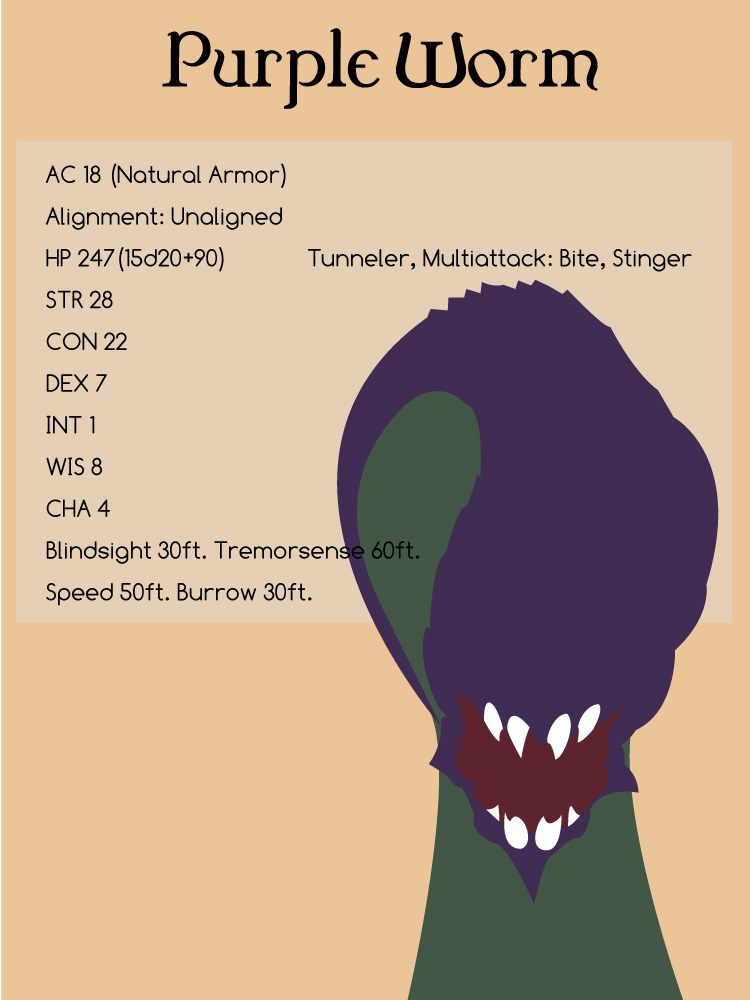 Purple Worm
AC 18 (Natural Armor)
Alignment: Unaligned
HP 247(15d20+90) Tunneler, Multiattack: Bite, Stinger
STR 28
CON 22
DEX 7
INT 1
WIS 8
CHA 4
Blindsight 30ft. Tremorsense 60ft.
Speed 50ft. Burrow 30ft.